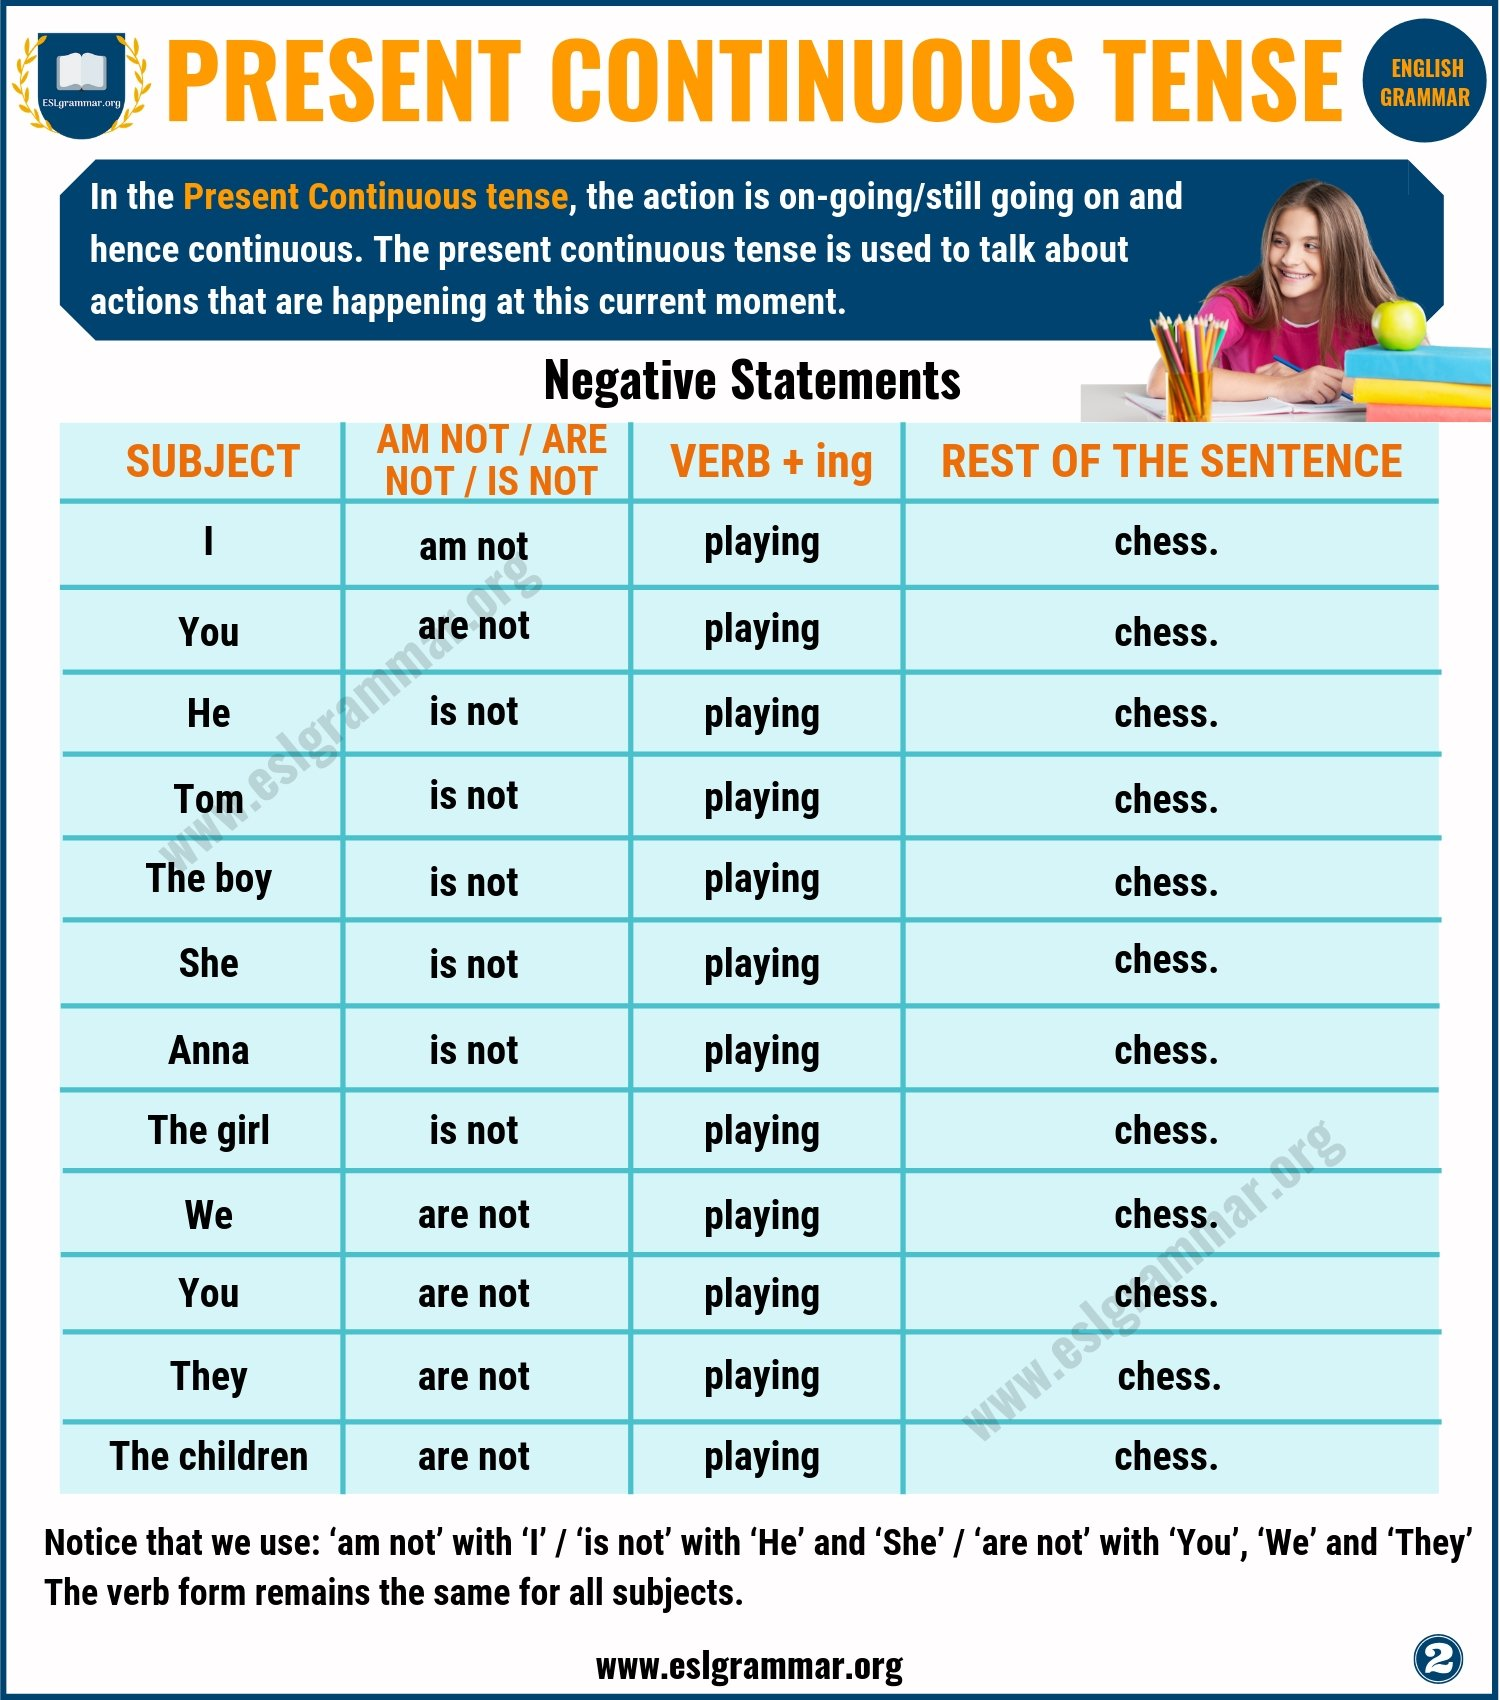 ESLgrammar.org
PRESENT CONTINUOUS TENSE
ENGLISH
GRAMMAR
In the Present Continuous tense, the action is on-going/still going on and
hence continuous. The present continuous tense is used to talk about
actions that are happening at this current moment.
Negative Statements
SUBJECT AM NOT / ARE NOT / IS NOT VERB + ing REST OF THE SENTENCE
I am not playing chess.
You are not playing chess.
He is not playing chess.
Tom is not playing chess.
The boy is not playing chess.
She is not playing chess.
Anna is not playing chess.
The girl is not playing chess.
We are not playing chess.
You are not playing chess.
They are not playing chess.
The children are not playing chess.
www.eslgrammar.org
www.eslgrammar.org
Notice that we use: ‘am not’ with ‘I’ / ‘is not’ with ‘He’ and ‘She’ / ‘are not’ with ‘You’, ‘We’ and ‘They’
The verb form remains the same for all subjects.
www.eslgrammar.org
2